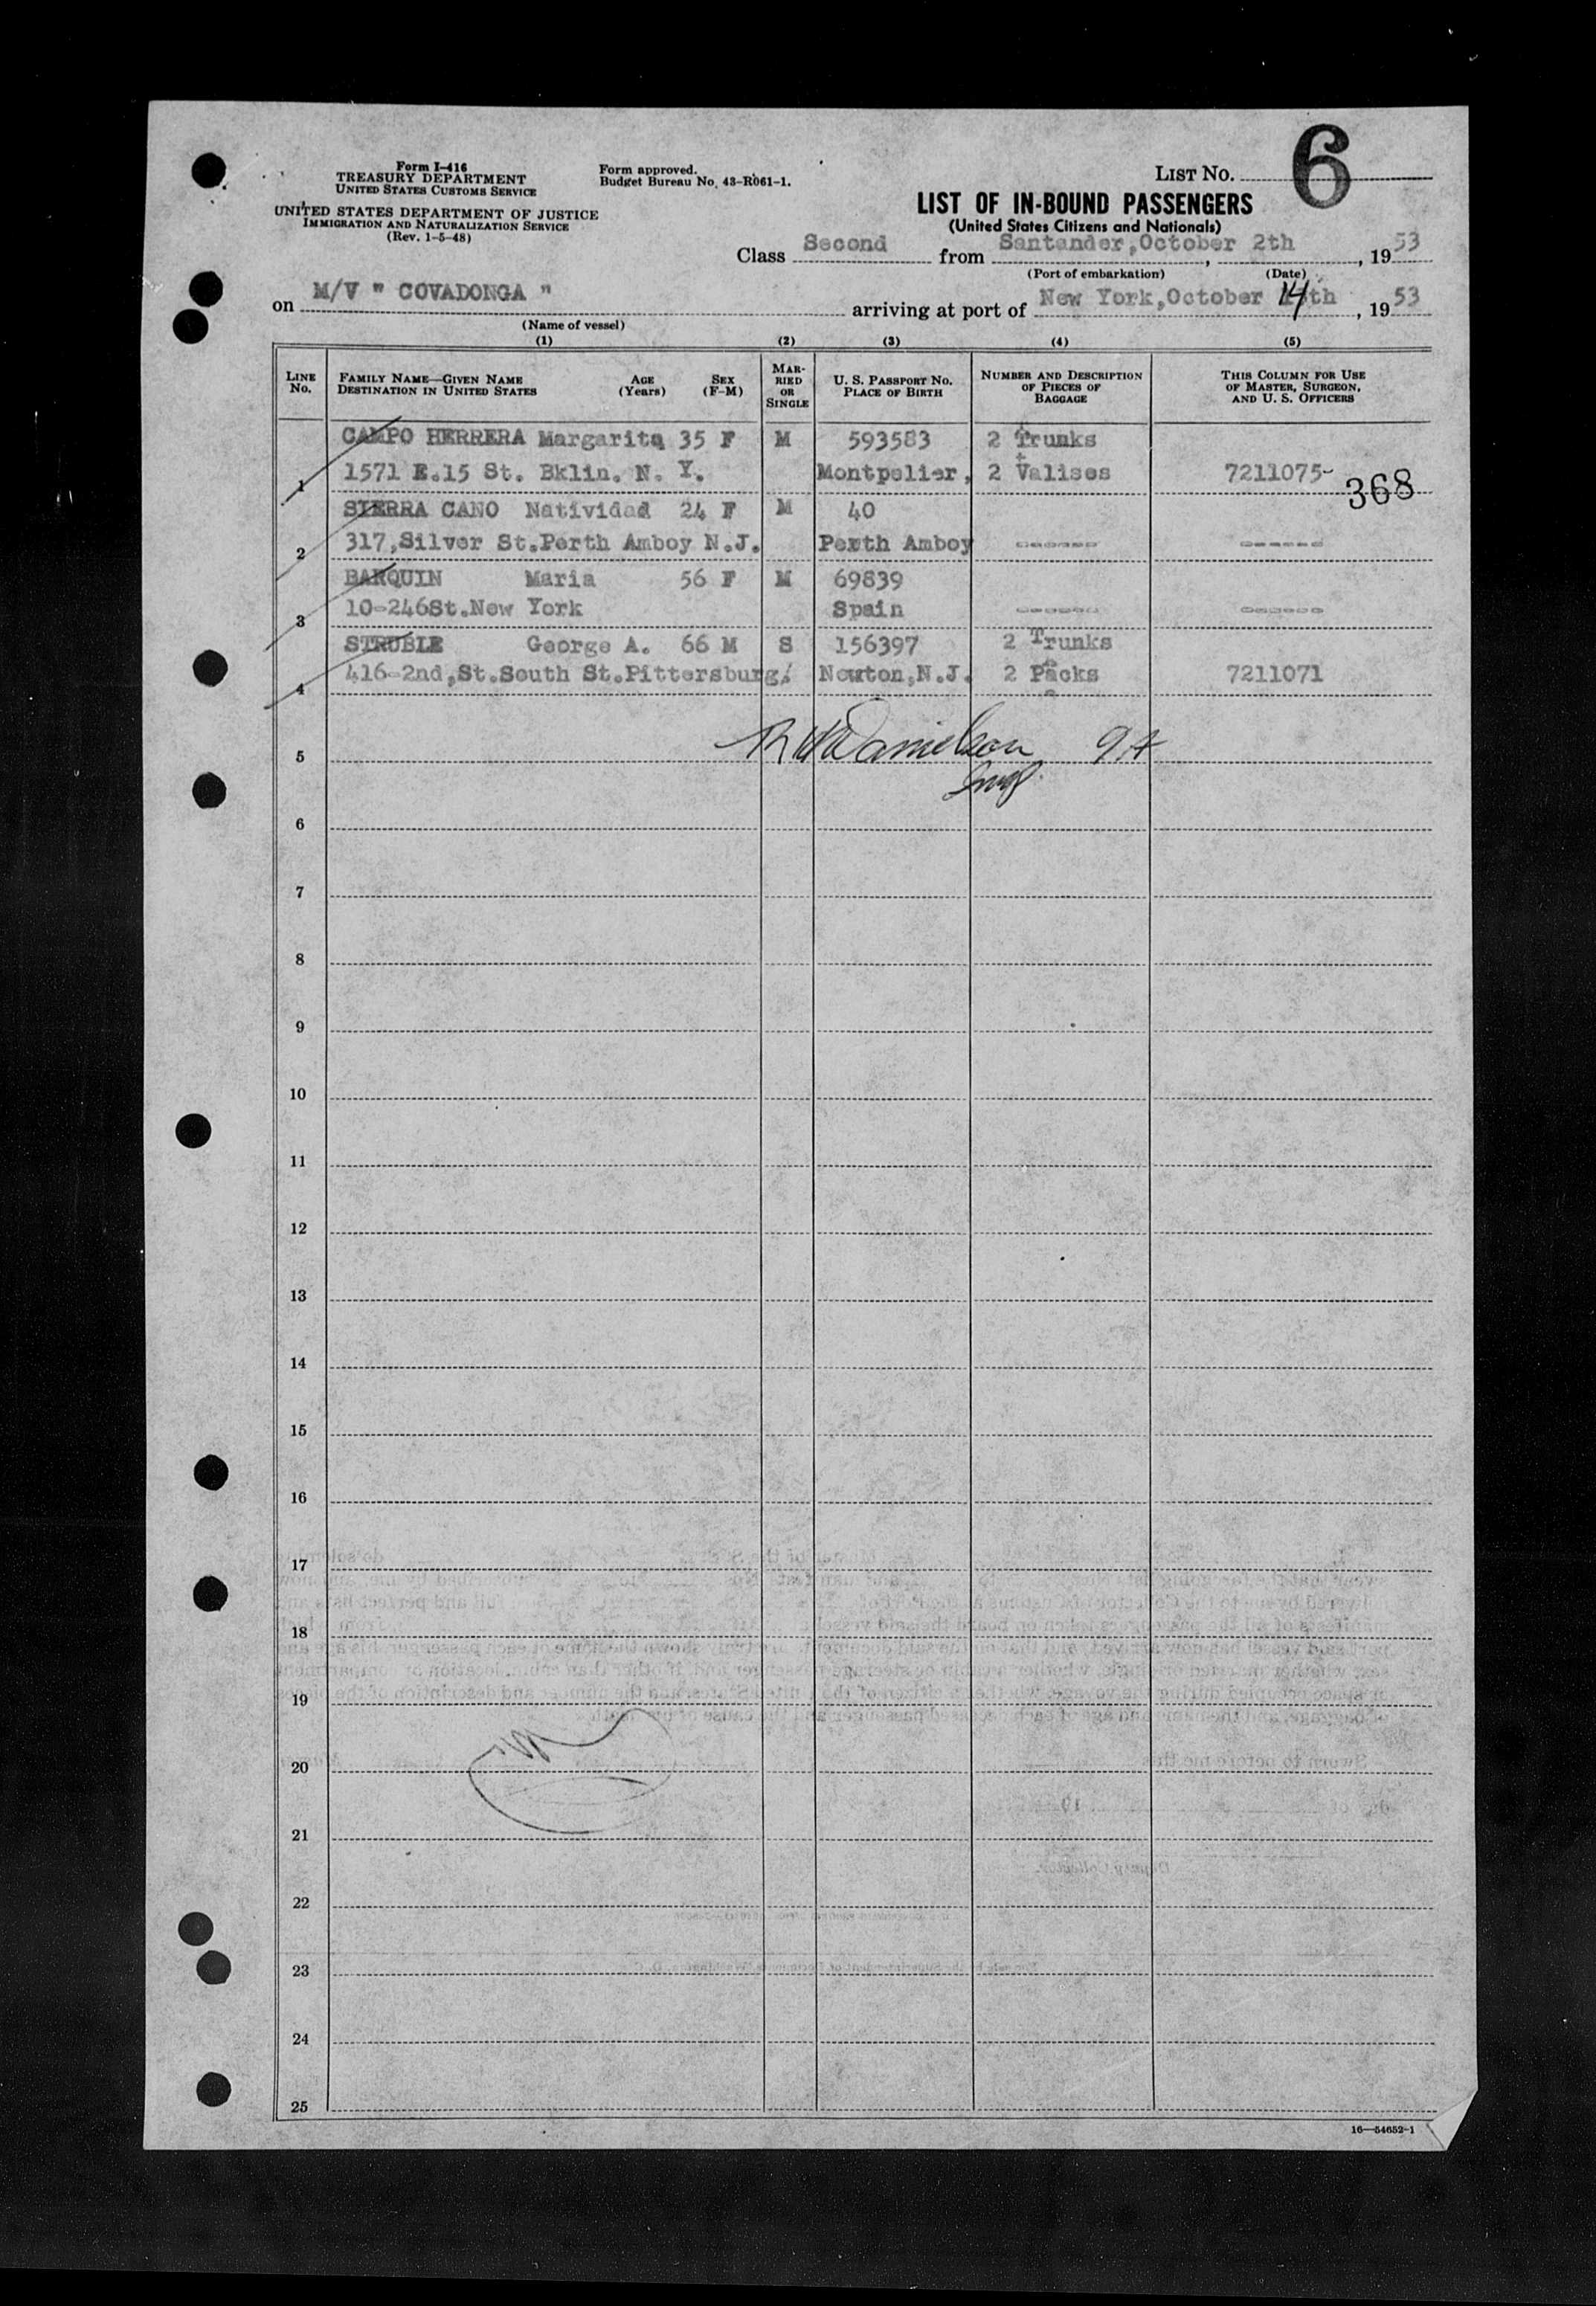 Form I-416
TREASURY DEPARTMENT
UNITED STATES CUSTOMS SERVICE
UNITED STATES DEPARTMENT OF JUSTICE
IMMIGRATION AND NATURALIZATION SERVICE
(Rev. 1-5-48)
Form approved.
Budget Bureau No. 43-R061-1.
LIST No. 6
LIST OF IN-BOUND PASSENGERS
(United States Citizens and Nationals)
Class Second from Santander,October 2th, 1953
(Port of embarkation) (Date)
on M/V " COVADONGA " arriving at port of New York,October 14th, 1953
(Name of vessel)
(1) (2) (3) (4) (5)
LINE No.
FAMILY NAME—GIVEN NAME
DESTINATION IN UNITED STATES
AGE (Years)
SEX (F-M)
MARRIED OR SINGLE
U. S. PASSPORT NO.
PLACE OF BIRTH
NUMBER AND DESCRIPTION OF PIECES OF BAGGAGE
THIS COLUMN FOR USE OF MASTER, SURGEON, AND U. S. OFFICERS
CAMPO HERRERA Margarita 35 F M 593583 2 Trunks
1 1571 E.15 St. Bklin. N. Y. Montpelier, 2 Valises 7211075- 368
SIERRA CANO Natividad 24 F M 40
2 317,Silver St.Perth Amboy N.J. Perth Amboy ------ ------
BARQUIN Maria 56 F M 69839
3 10-246St.New York Spain ------ ------
STRUBLE George A. 66 M S 156397 2 Trunks
4 416-2nd,St.South St.Pittersburg/ Newton,N.J. 2 Packs 7211071
5
6
7
8
9
10
11
12
13
14
15
16
17
18
19
20
21
22
23
24
25
16—54652-1